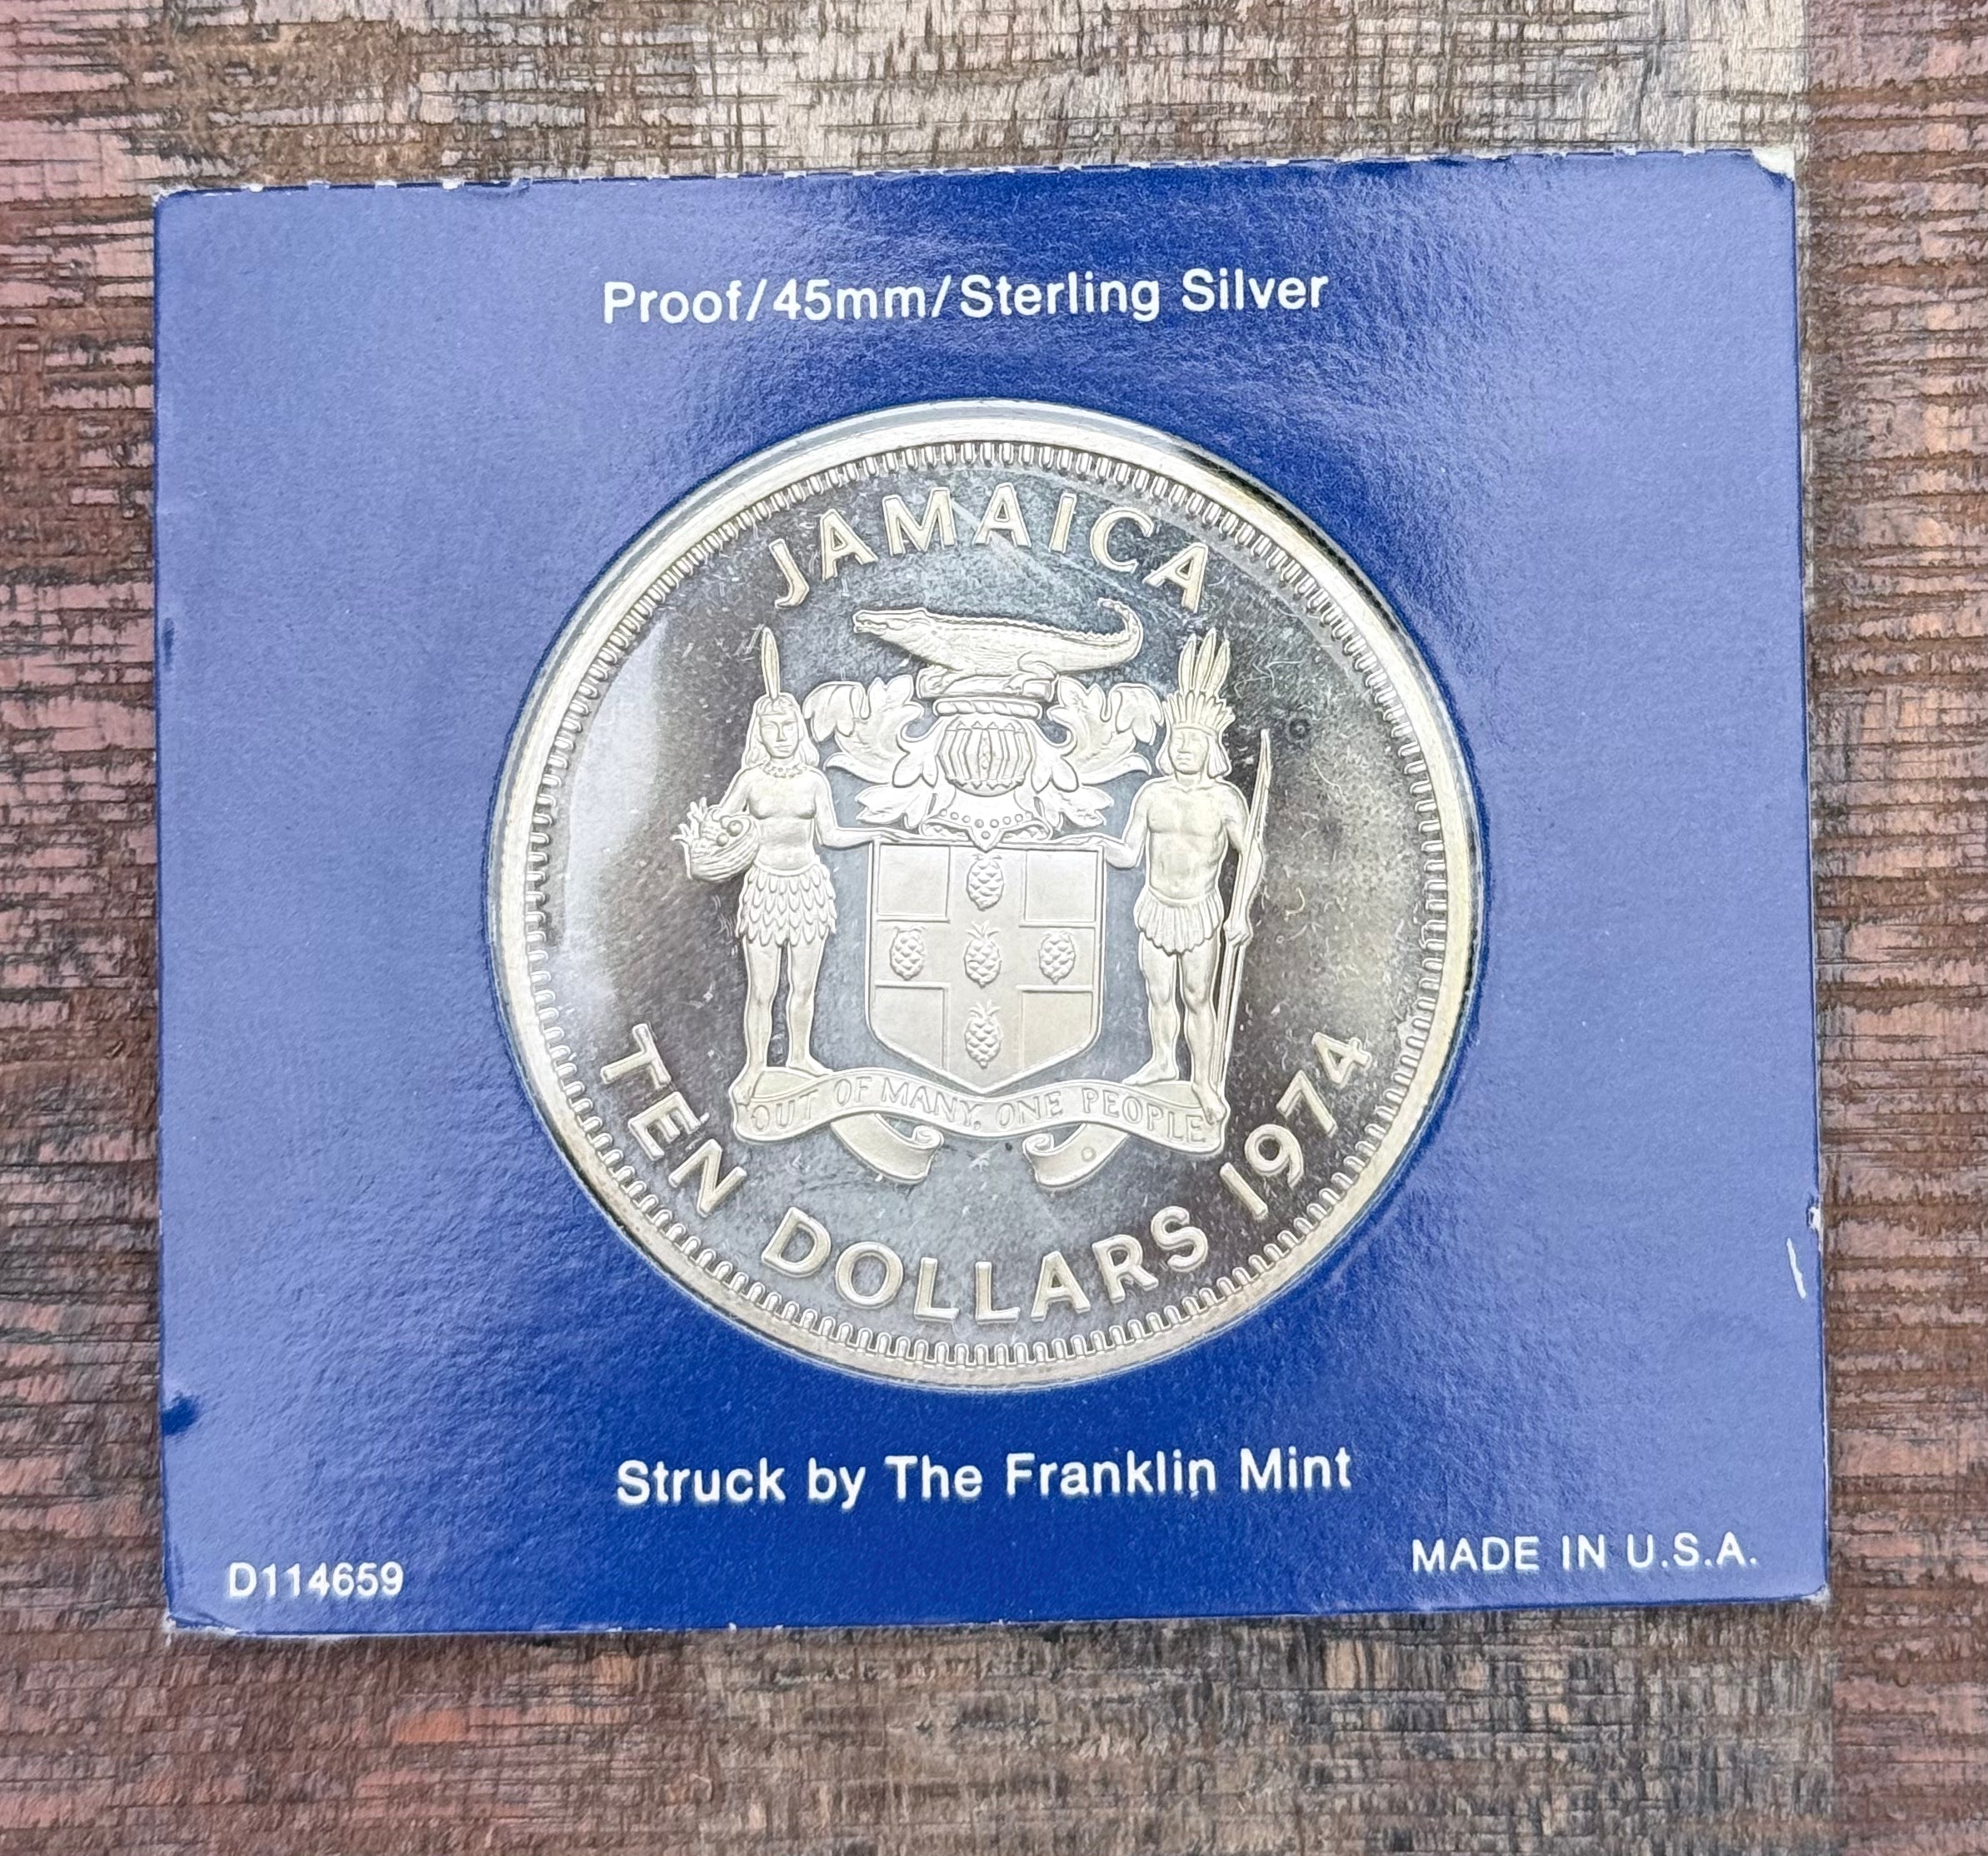 Proof/45mm/Sterling Silver
JAMAICA
OUT OF MANY, ONE PEOPLE
TEN DOLLARS 1974
Struck by The Franklin Mint
D114659
MADE IN U.S.A.